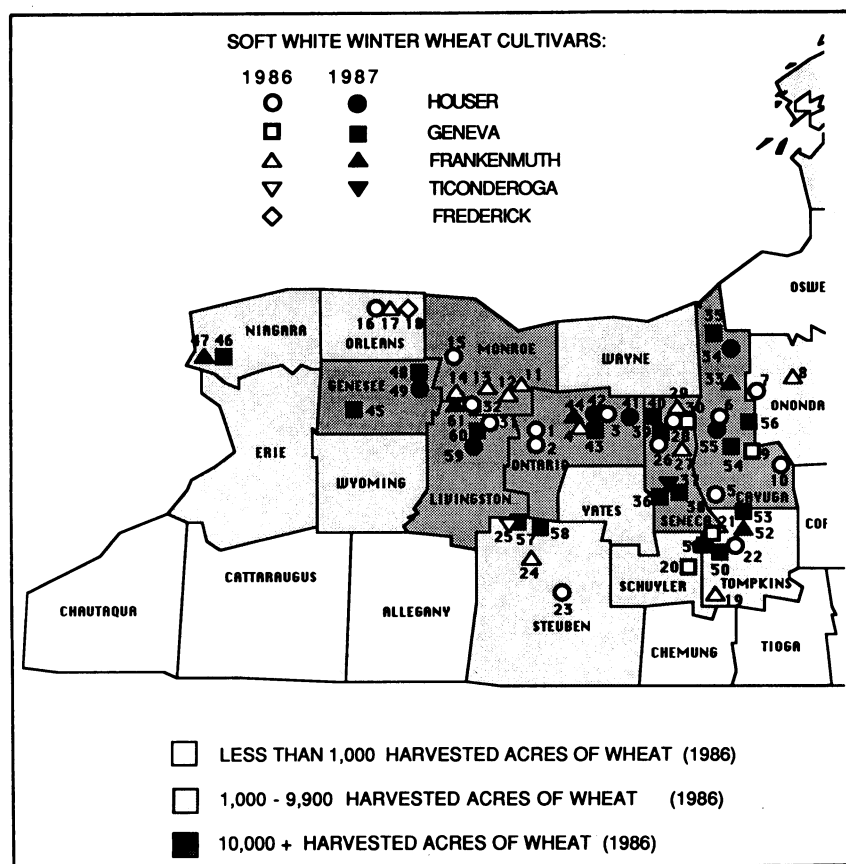 SOFT WHITE WINTER WHEAT CULTIVARS:
1986 1987
HOUSER
GENEVA
FRANKENMUTH
TICONDEROGA
FREDERICK
OSWE
35
47 46 NIAGARA
16 17 18
ORLEANS
15 MONROE
WAYNE
34
33
7 8
ONONDA
GENESEE 48
49
45
14 13 12 11
61 32 31
60
59
1
2
ONTARIO
44 42 41 40
4 43 3 39
29 30
28
26 27
6
55 56
54 9
10
ERIE
WYOMING
LIVINGSTON
YATES
36 37
38
SENECA
5 CAYUGA
21 53
52
COR
25 57 58
24
20
SCHUYLER
51 50 22
TOMPKINS
19
CATTARAUGUS
CHAUTAUQUA
ALLEGANY
23
STEUBEN
CHEMUNG
TIOGA
LESS THAN 1,000 HARVESTED ACRES OF WHEAT (1986)
1,000 - 9,900 HARVESTED ACRES OF WHEAT (1986)
10,000 + HARVESTED ACRES OF WHEAT (1986)